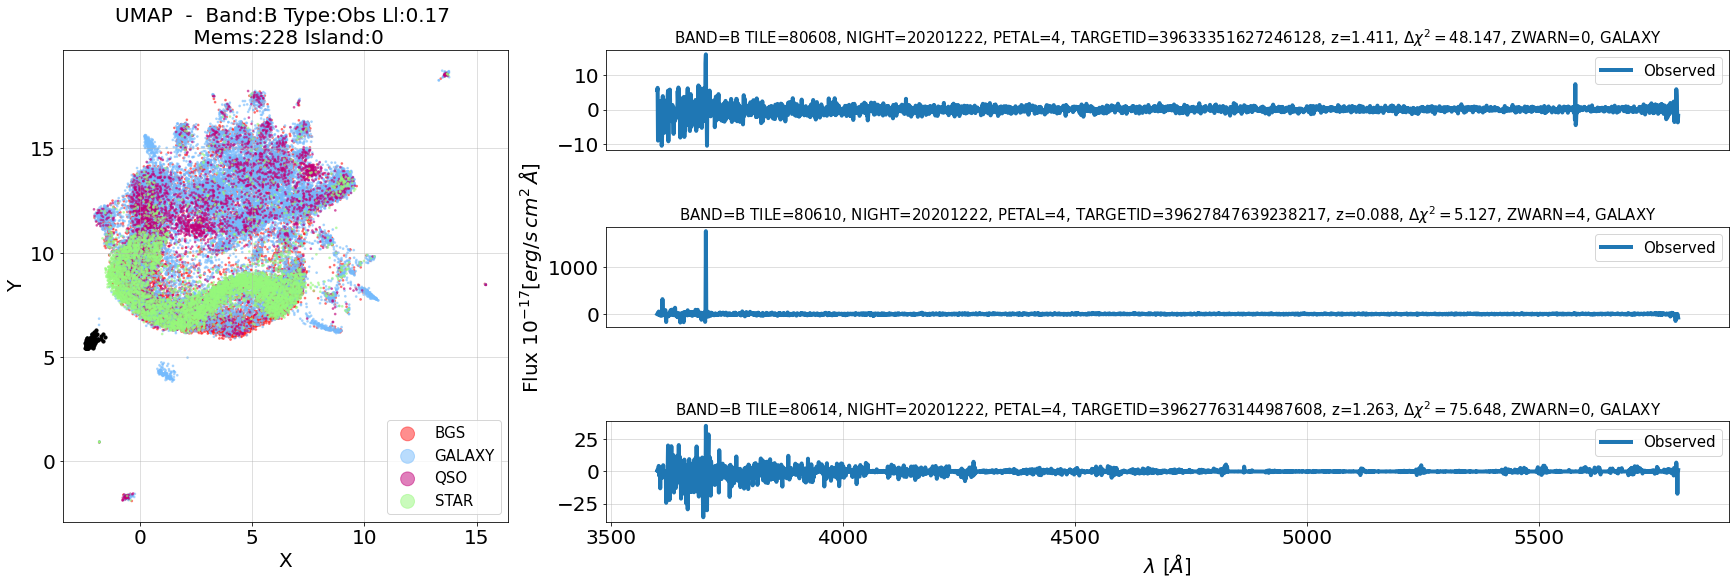 UMAP  -  Band:B Type:Obs Ll:0.17
Mems:228 Island:0
Y
15
10
5
0
0
5
10
15
X
BGS
GALAXY
QSO
STAR
Flux 10^{-17}[erg/s cm^2 Å]
BAND=B TILE=80608, NIGHT=20201222, PETAL=4, TARGETID=39633351627246128, z=1.411, Δχ²=48.147, ZWARN=0, GALAXY
10
0
−10
Observed
BAND=B TILE=80610, NIGHT=20201222, PETAL=4, TARGETID=39627847639238217, z=0.088, Δχ²=5.127, ZWARN=4, GALAXY
1000
0
Observed
BAND=B TILE=80614, NIGHT=20201222, PETAL=4, TARGETID=39627763144987608, z=1.263, Δχ²=75.648, ZWARN=0, GALAXY
25
0
−25
Observed
3500
4000
4500
5000
5500
λ [Å]